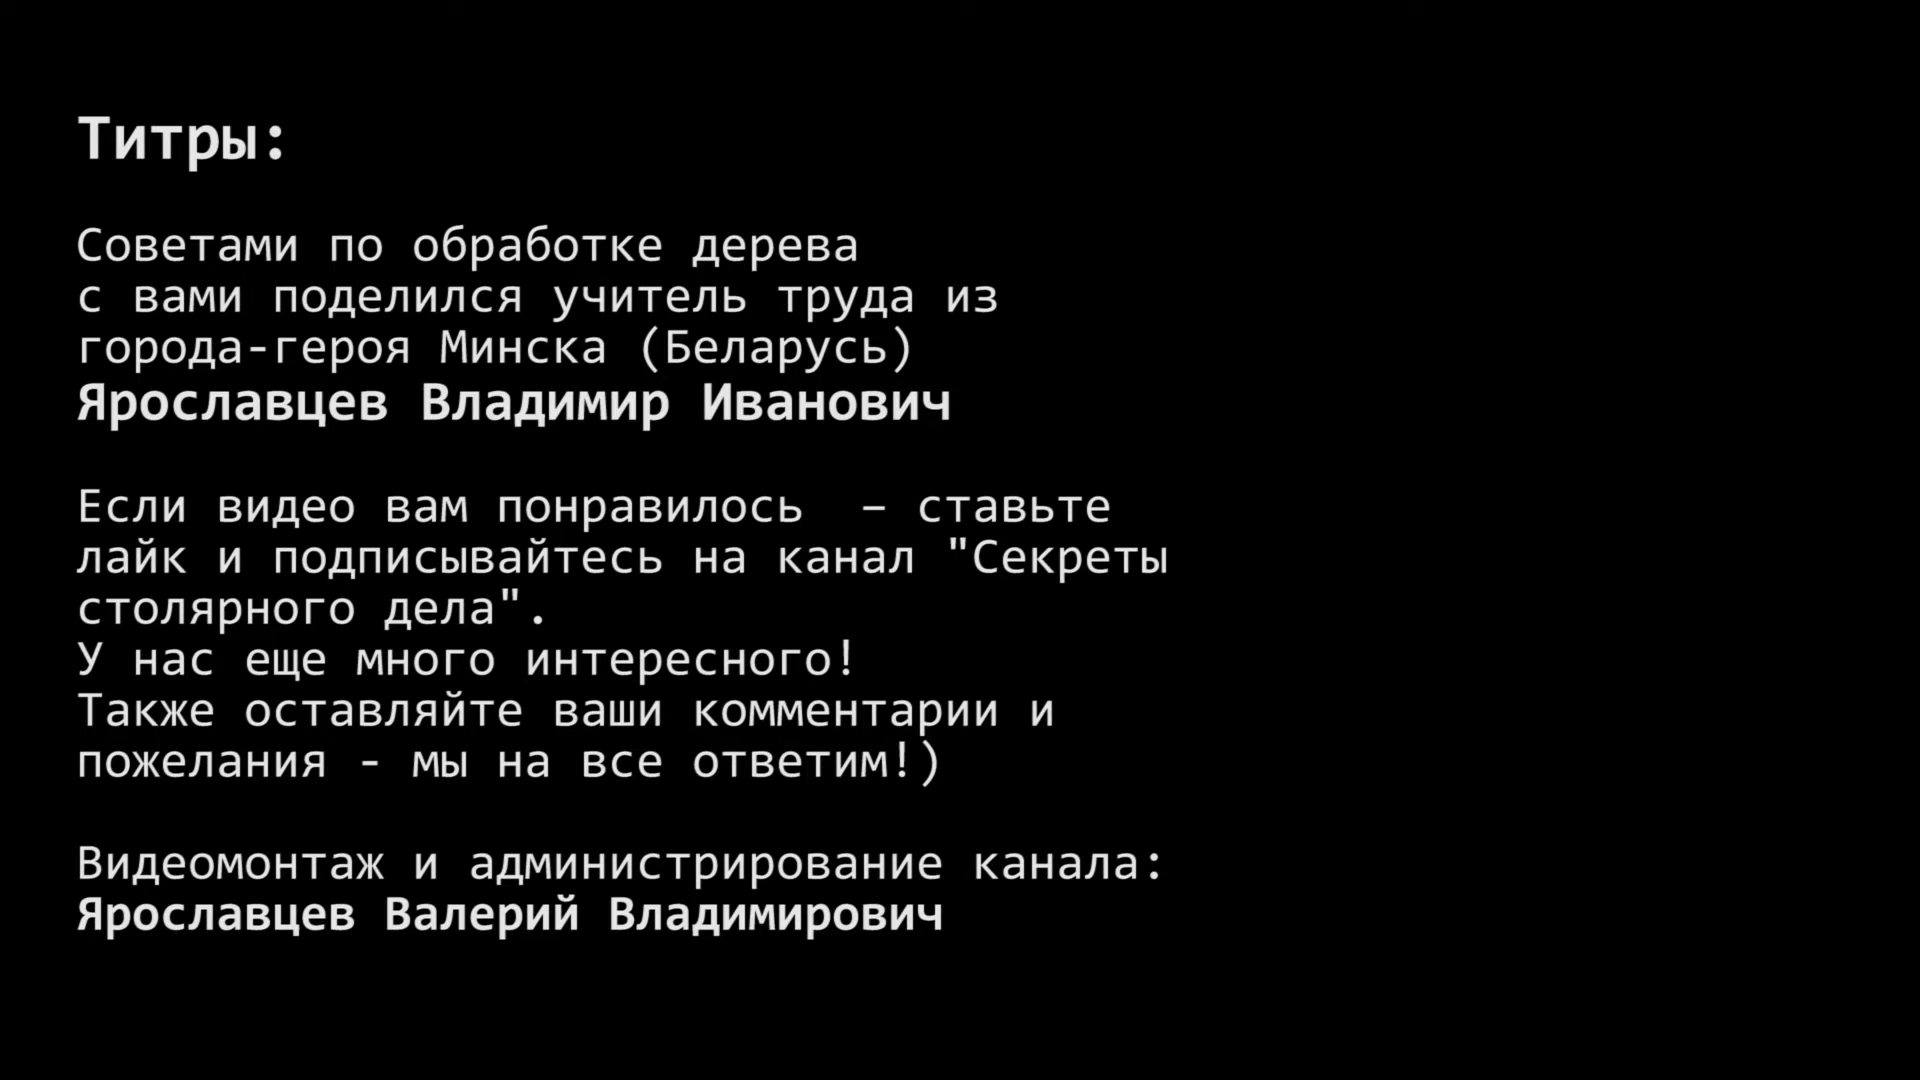 Титры:
Советами по обработке дерева
с вами поделился учитель труда из
города-героя Минска (Беларусь)
Ярославцев Владимир Иванович
Если видео вам понравилось  – ставьте
лайк и подписывайтесь на канал "Секреты
столярного дела".
У нас еще много интересного!
Также оставляйте ваши комментарии и
пожелания - мы на все ответим!)
Видеомонтаж и администрирование канала:
Ярославцев Валерий Владимирович